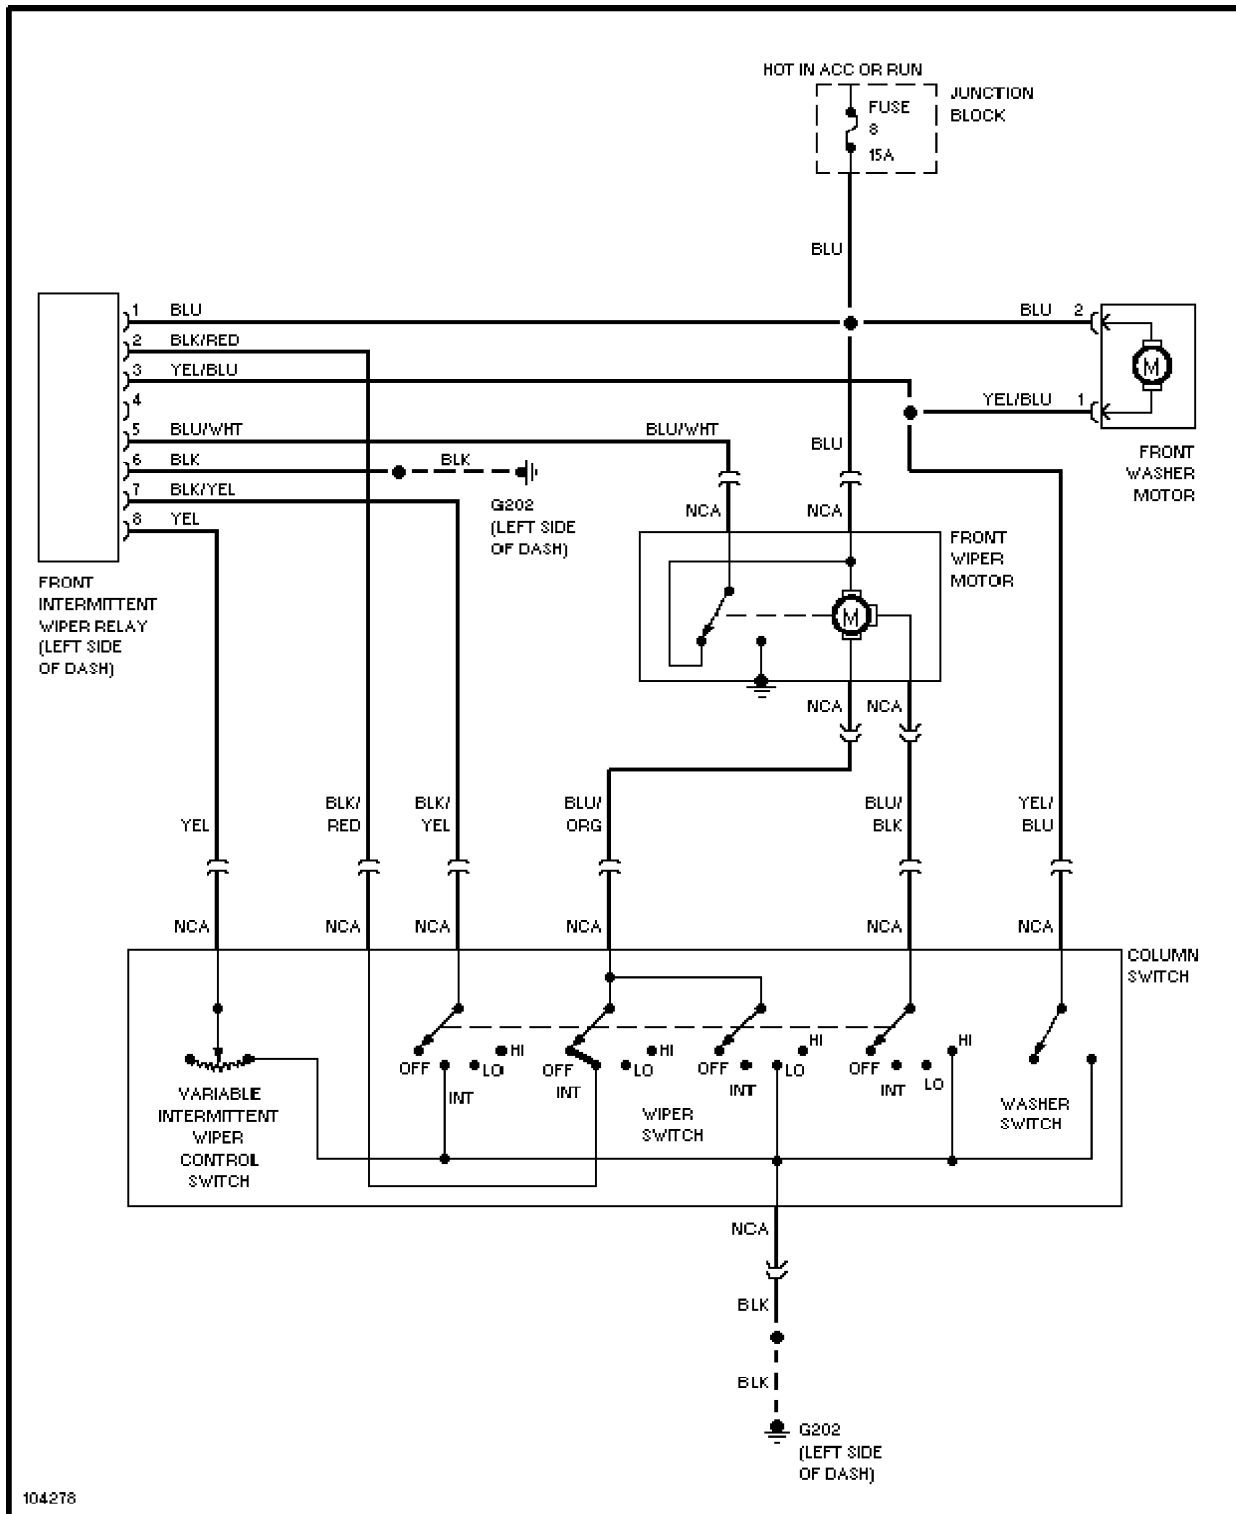 HOT IN ACC OR RUN
JUNCTION
BLOCK
FUSE
8
15A
BLU
1 BLU
BLU 2
2 BLK/RED
3 YEL/BLU
4
YEL/BLU 1
5 BLU/WHT
BLU/WHT
BLU
6 BLK
BLK
7 BLK/YEL
8 YEL
G202
(LEFT SIDE
OF DASH)
FRONT
WASHER
MOTOR
NCA
NCA
FRONT
WIPER
MOTOR
M
M
FRONT
INTERMITTENT
WIPER RELAY
(LEFT SIDE
OF DASH)
NCA
NCA
YEL
BLK/
RED
BLK/
YEL
BLU/
ORG
BLU/
BLK
YEL/
BLU
NCA
NCA
NCA
NCA
NCA
NCA
COLUMN
SWITCH
OFF
INT
LO
HI
OFF
INT
LO
HI
OFF
INT
LO
HI
OFF
INT
LO
HI
VARIABLE
INTERMITTENT
WIPER
CONTROL
SWITCH
WIPER
SWITCH
WASHER
SWITCH
NCA
BLK
BLK
G202
(LEFT SIDE
OF DASH)
104278